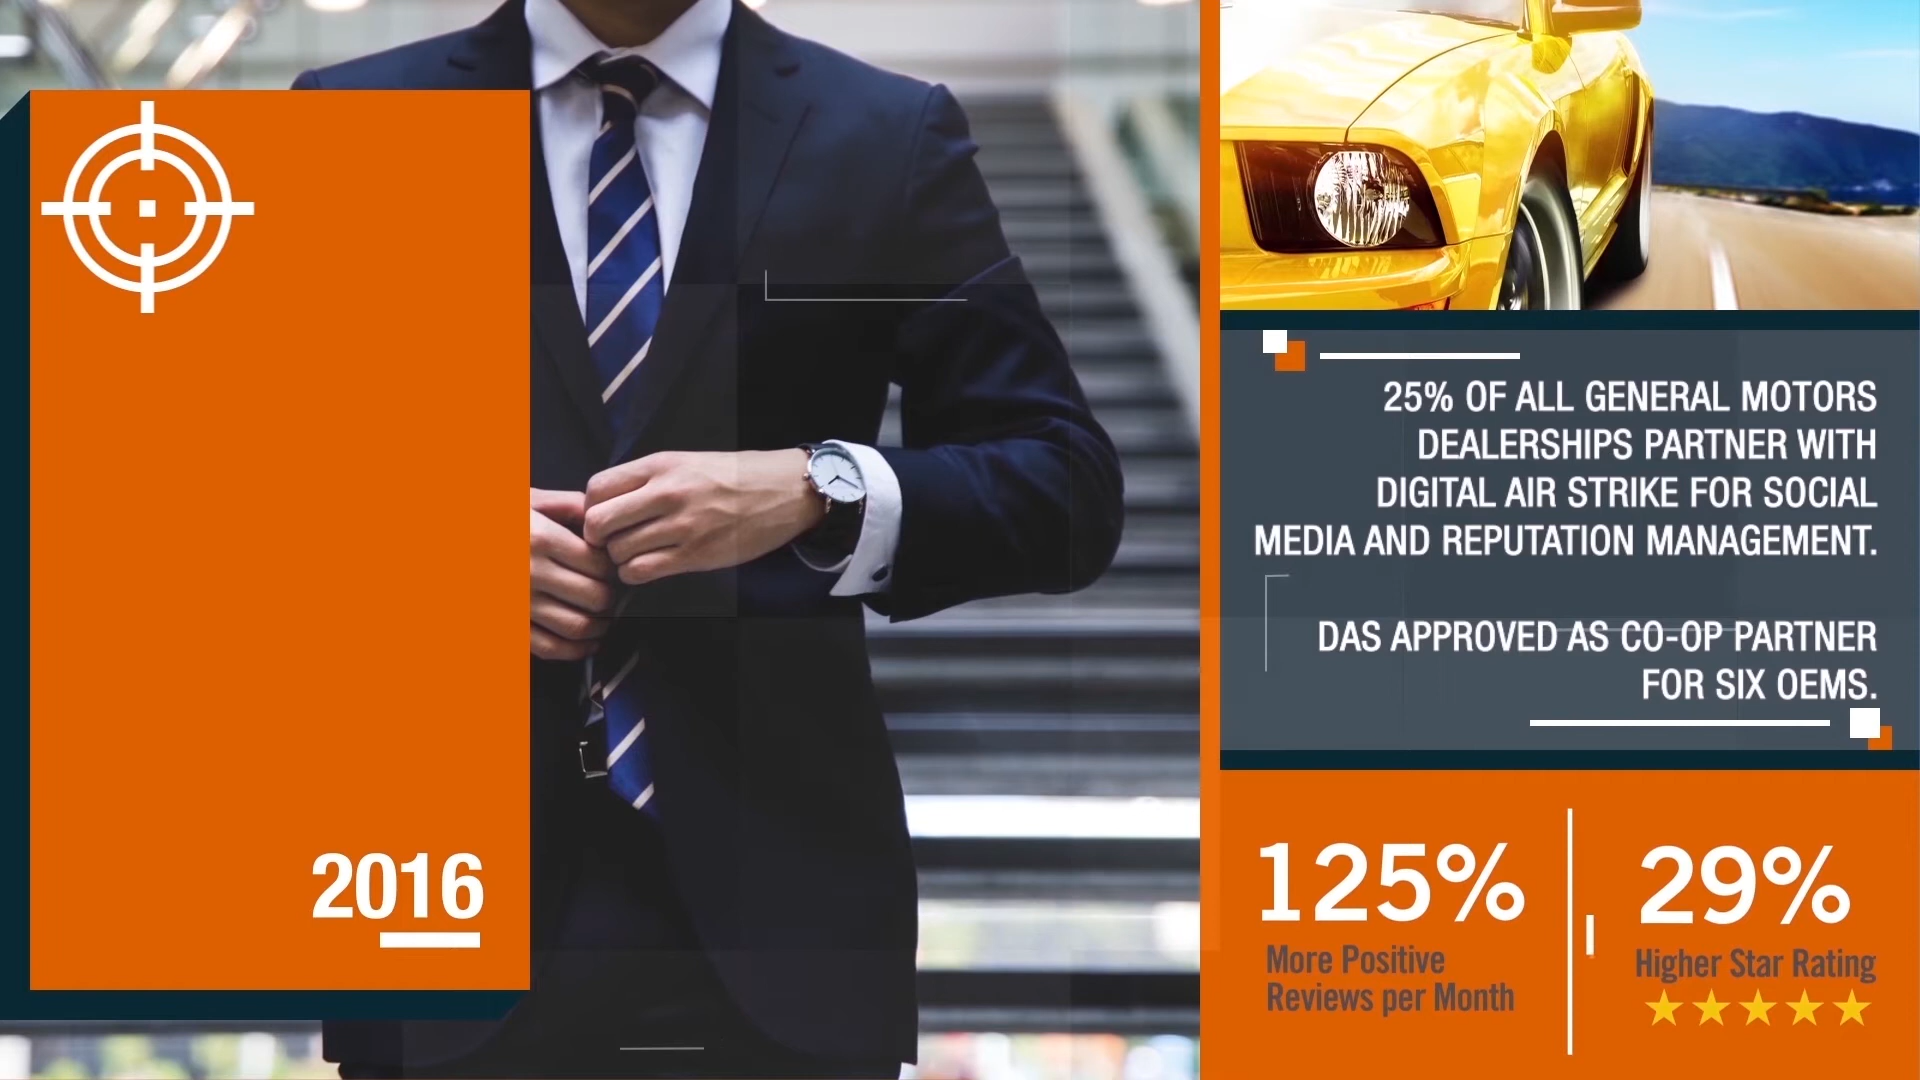 2016
25% OF ALL GENERAL MOTORS
DEALERSHIPS PARTNER WITH
DIGITAL AIR STRIKE FOR SOCIAL
MEDIA AND REPUTATION MANAGEMENT.
DAS APPROVED AS CO-OP PARTNER
FOR SIX OEMS.
125%
More Positive
Reviews per Month
29%
Higher Star Rating